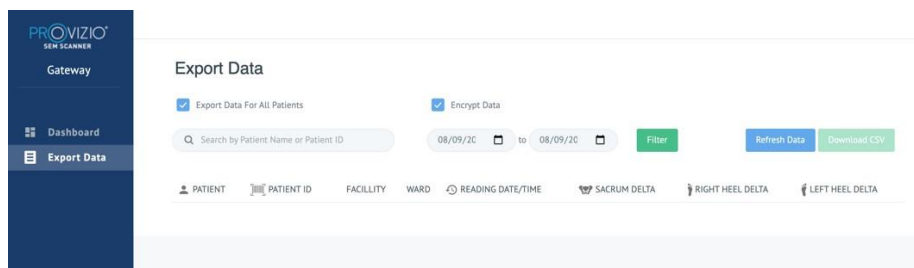 PROVIZIO
SEM SCANNER
Gateway
Dashboard
Export Data
Export Data
Export Data For All Patients
Encrypt Data
Search by Patient Name or Patient ID
08/09/20 to 08/09/20
Filter
Refresh Data
Download CSV
PATIENT PATIENT ID FACILLITY WARD READING DATE/TIME SACRUM DELTA RIGHT HEEL DELTA LEFT HEEL DELTA